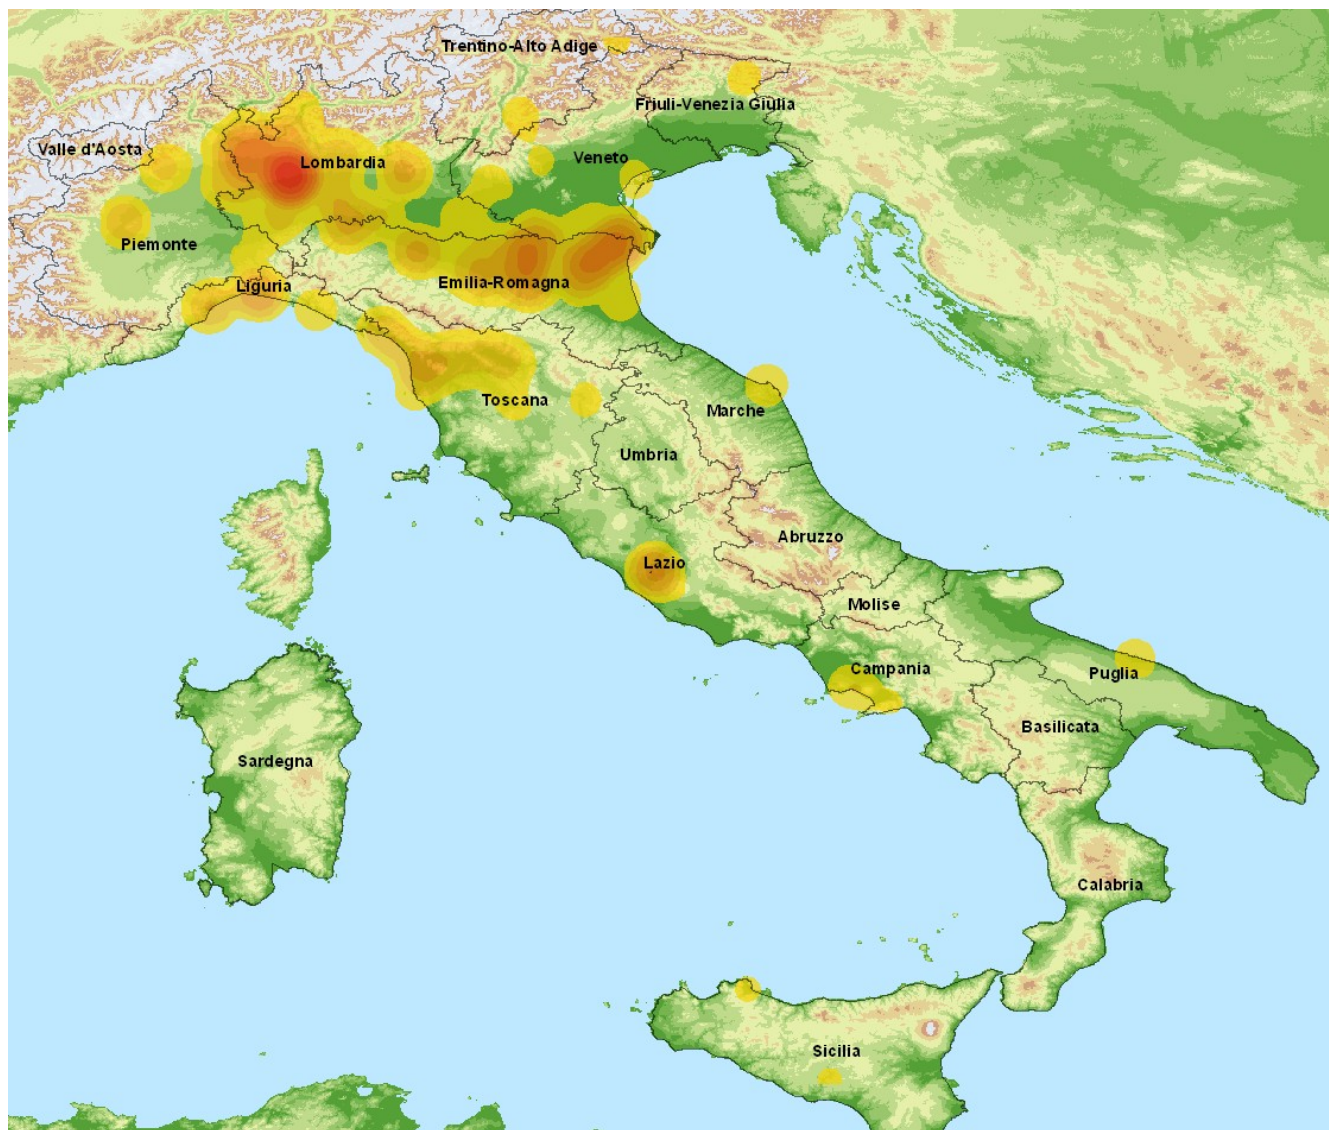 Trentino-Alto Adige
Friuli-Venezia Giulia
Valle d'Aosta
Lombardia
Veneto
Piemonte
Liguria
Emilia-Romagna
Toscana
Marche
Umbria
Abruzzo
Lazio
Molise
Campania
Puglia
Basilicata
Sardegna
Calabria
Sicilia